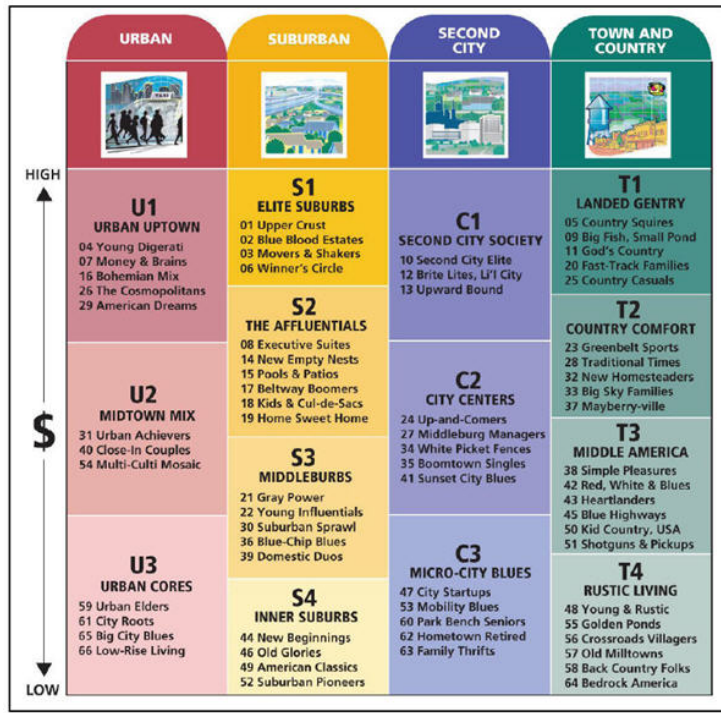 URBAN
SUBURBAN
SECOND
CITY
TOWN AND
COUNTRY
HIGH
$
LOW
U1
URBAN UPTOWN
04 Young Digerati
07 Money & Brains
16 Bohemian Mix
26 The Cosmopolitans
29 American Dreams
U2
MIDTOWN MIX
31 Urban Achievers
40 Close-In Couples
54 Multi-Culti Mosaic
U3
URBAN CORES
59 Urban Elders
61 City Roots
65 Big City Blues
66 Low-Rise Living
S1
ELITE SUBURBS
01 Upper Crust
02 Blue Blood Estates
03 Movers & Shakers
06 Winner's Circle
S2
THE AFFLUENTIALS
08 Executive Suites
14 New Empty Nests
15 Pools & Patios
17 Beltway Boomers
18 Kids & Cul-de-Sacs
19 Home Sweet Home
S3
MIDDLEBURBS
21 Gray Power
22 Young Influentials
30 Suburban Sprawl
36 Blue-Chip Blues
39 Domestic Duos
S4
INNER SUBURBS
44 New Beginnings
46 Old Glories
49 American Classics
52 Suburban Pioneers
C1
SECOND CITY SOCIETY
10 Second City Elite
12 Brite Lites, Li'l City
13 Upward Bound
C2
CITY CENTERS
24 Up-and-Comers
27 Middleburg Managers
34 White Picket Fences
35 Boomtown Singles
41 Sunset City Blues
C3
MICRO-CITY BLUES
47 City Startups
53 Mobility Blues
60 Park Bench Seniors
62 Hometown Retired
63 Family Thrifts
T1
LANDED GENTRY
05 Country Squires
09 Big Fish, Small Pond
11 God's Country
20 Fast-Track Families
25 Country Casuals
T2
COUNTRY COMFORT
23 Greenbelt Sports
28 Traditional Times
32 New Homesteaders
33 Big Sky Families
37 Mayberry-ville
T3
MIDDLE AMERICA
38 Simple Pleasures
42 Red, White & Blues
43 Heartlanders
45 Blue Highways
50 Kid Country, USA
51 Shotguns & Pickups
T4
RUSTIC LIVING
48 Young & Rustic
55 Golden Ponds
56 Crossroads Villagers
57 Old Milltowns
58 Back Country Folks
64 Bedrock America